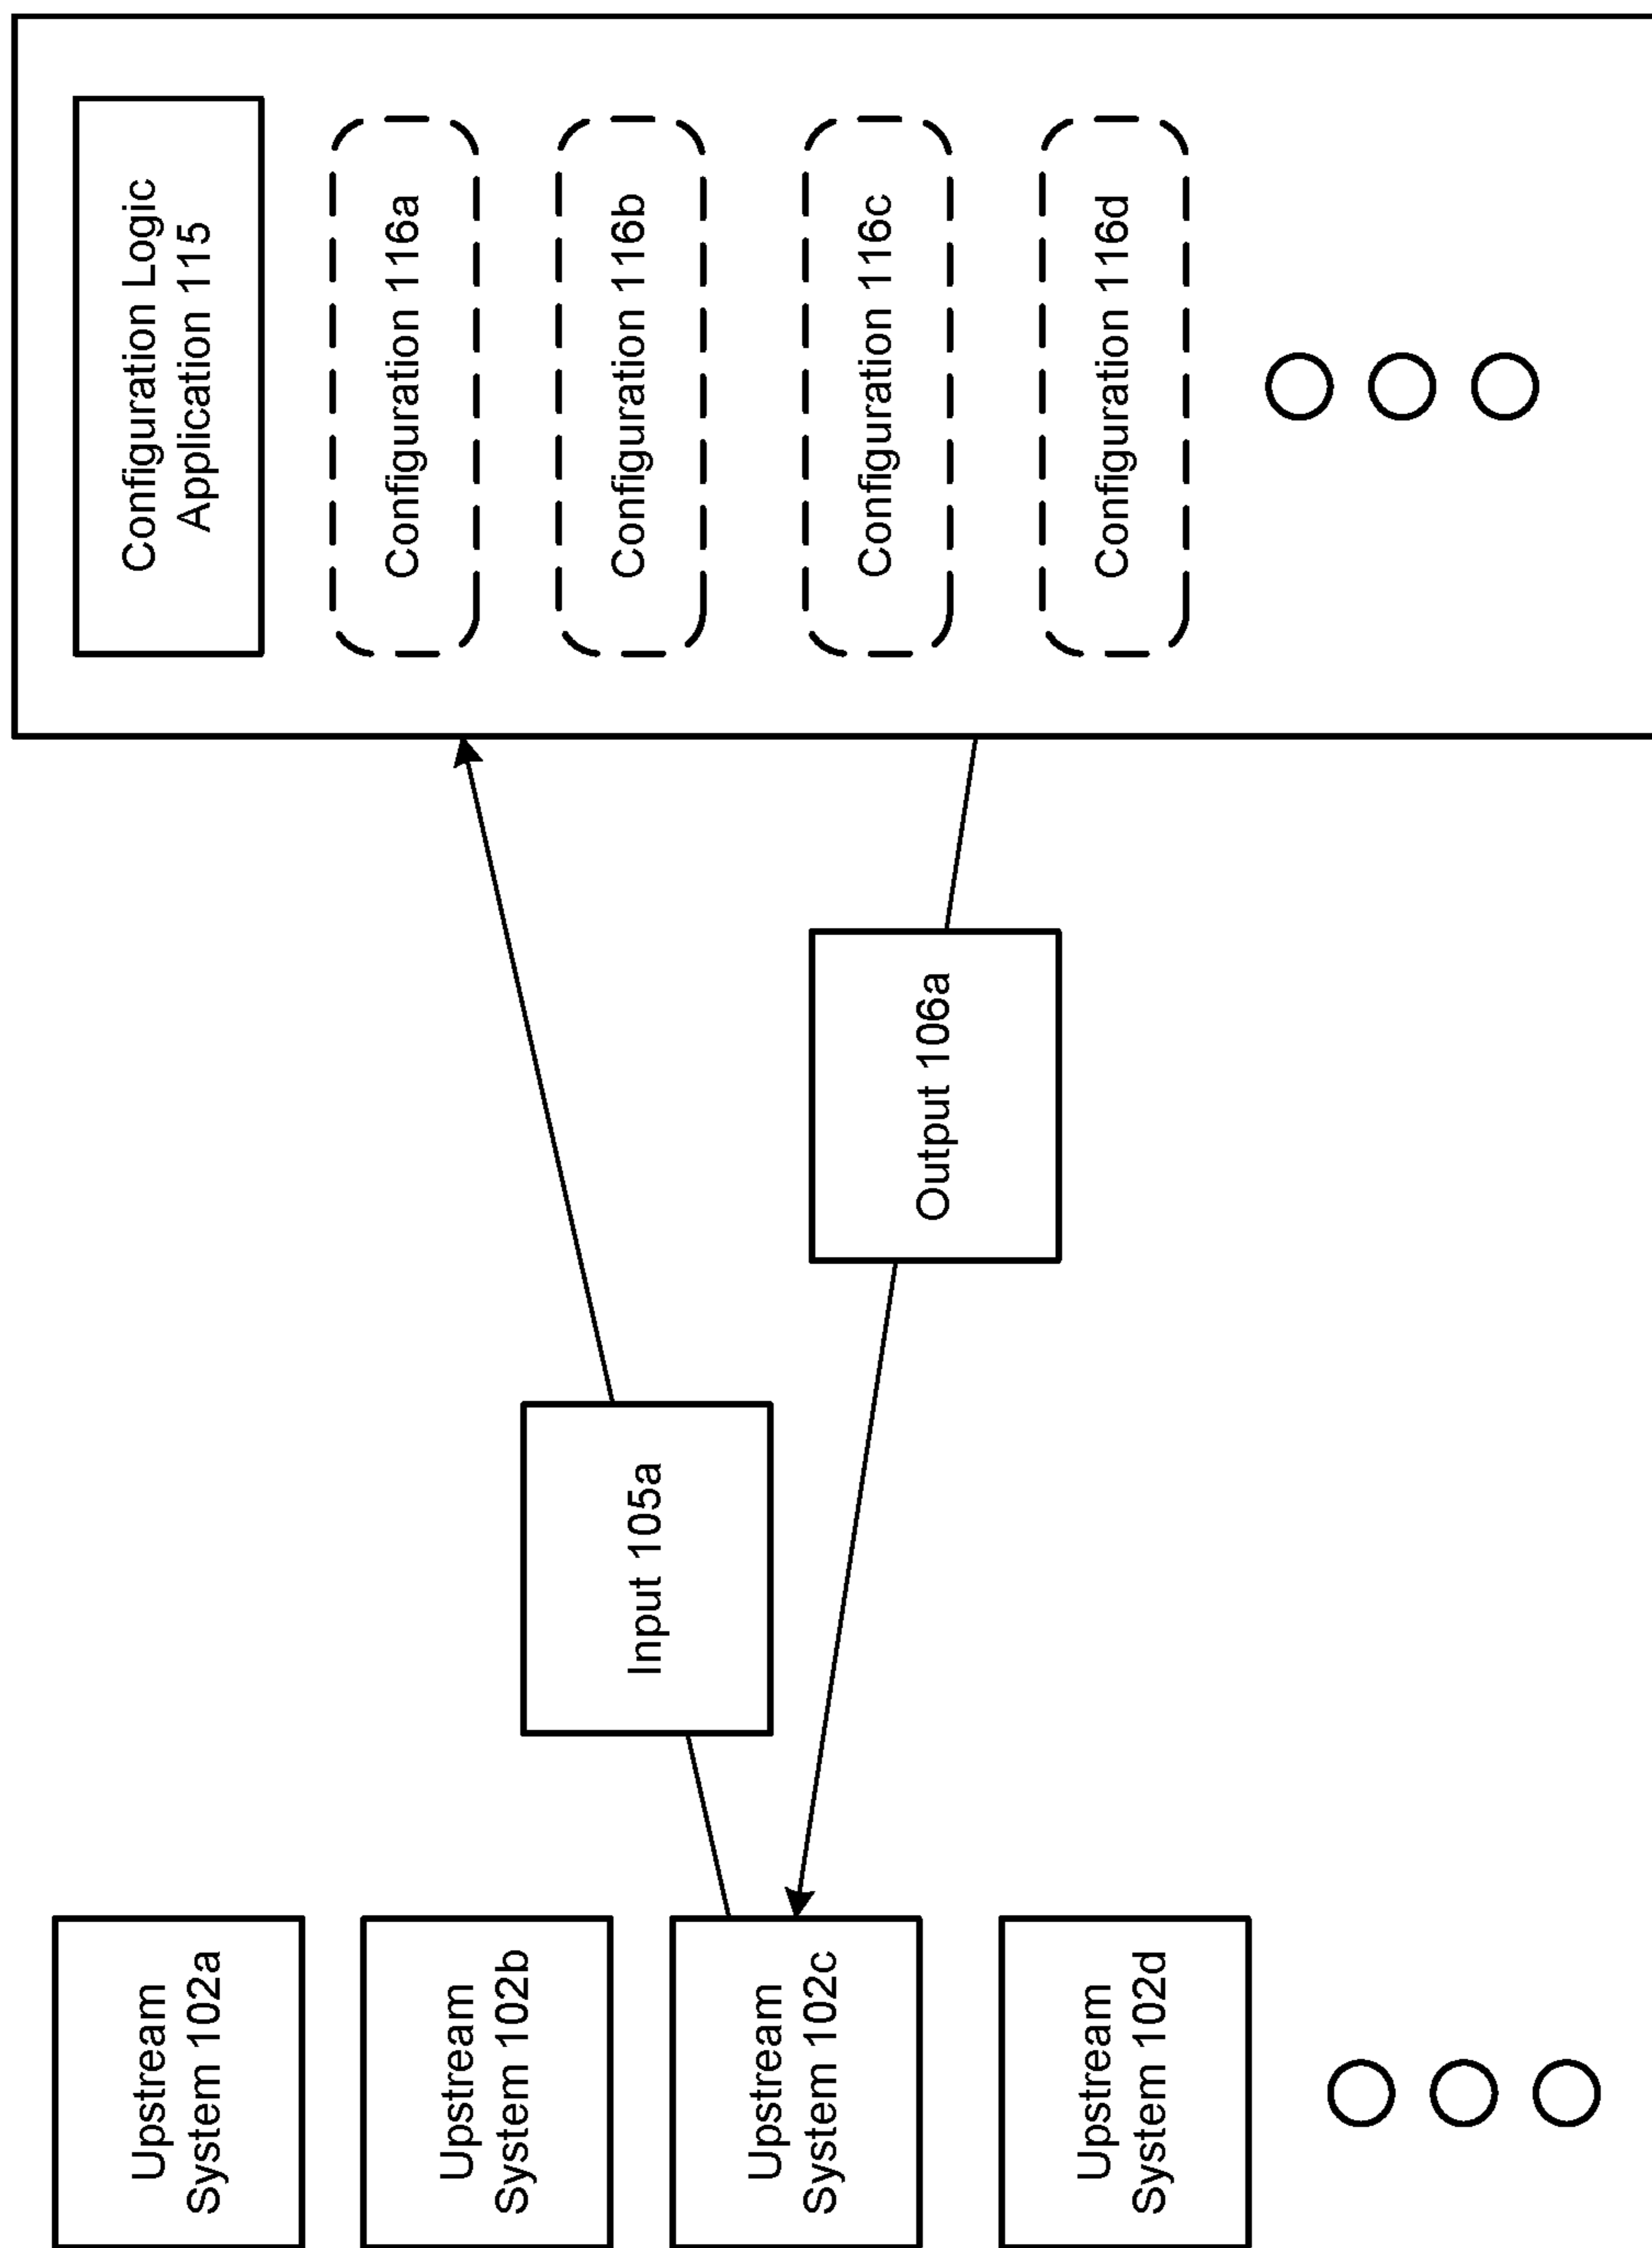 Upstream
System 102a
Upstream
System 102b
Upstream
System 102c
Upstream
System 102d
Input 105a
Output 106a
Configuration Logic
Application 115
Configuration 116a
Configuration 116b
Configuration 116c
Configuration 116d